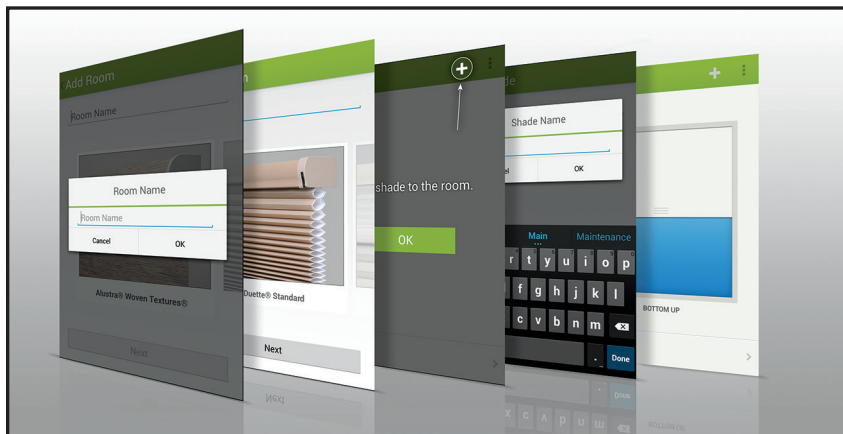 Add Room
Room Name
Room Name
Room Name
Cancel OK
Alustra® Woven Textures®
Next
Duette® Standard
Next
shade to the room.
OK
Shade Name
OK
Main Maintenance
r t y u i o p
f g h j k l
c v b n m
. Done
BOTTOM UP